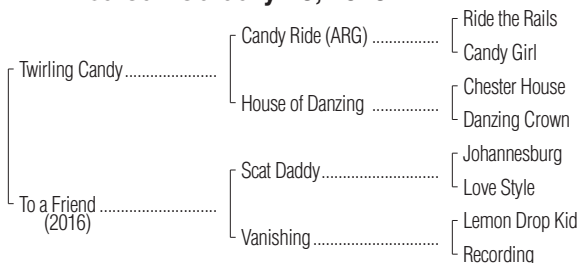 Ride the Rails
Candy Ride (ARG) ................
Candy Girl
Twirling Candy ......................
Chester House
House of Danzing ................
Danzing Crown
Johannesburg
Scat Daddy............................
Love Style
To a Friend ............................
(2016)
Lemon Drop Kid
Vanishing..............................
Recording